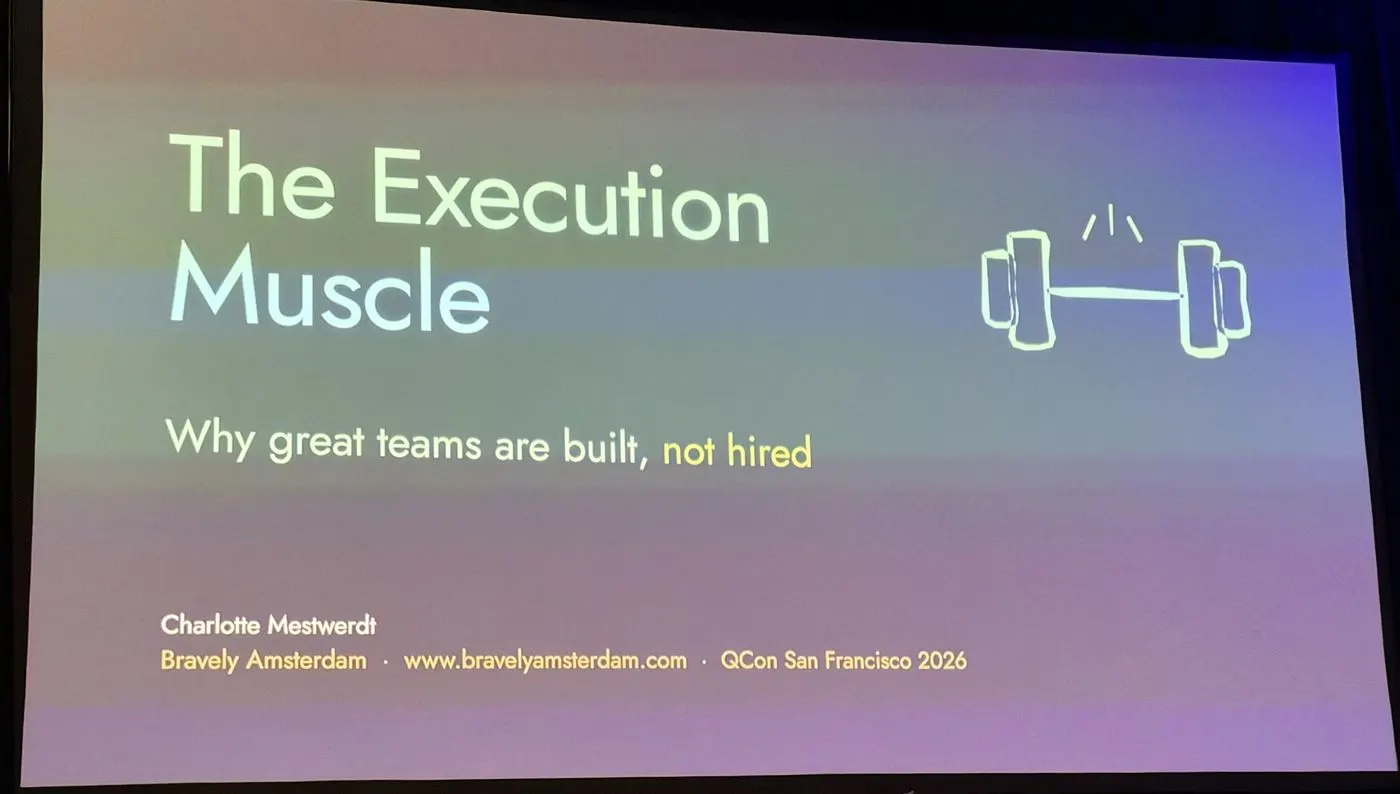 The Execution
Muscle
Why great teams are built, not hired
Charlotte Mestwerdt
Bravely Amsterdam · www.bravelyamsterdam.com · QCon San Francisco 2026